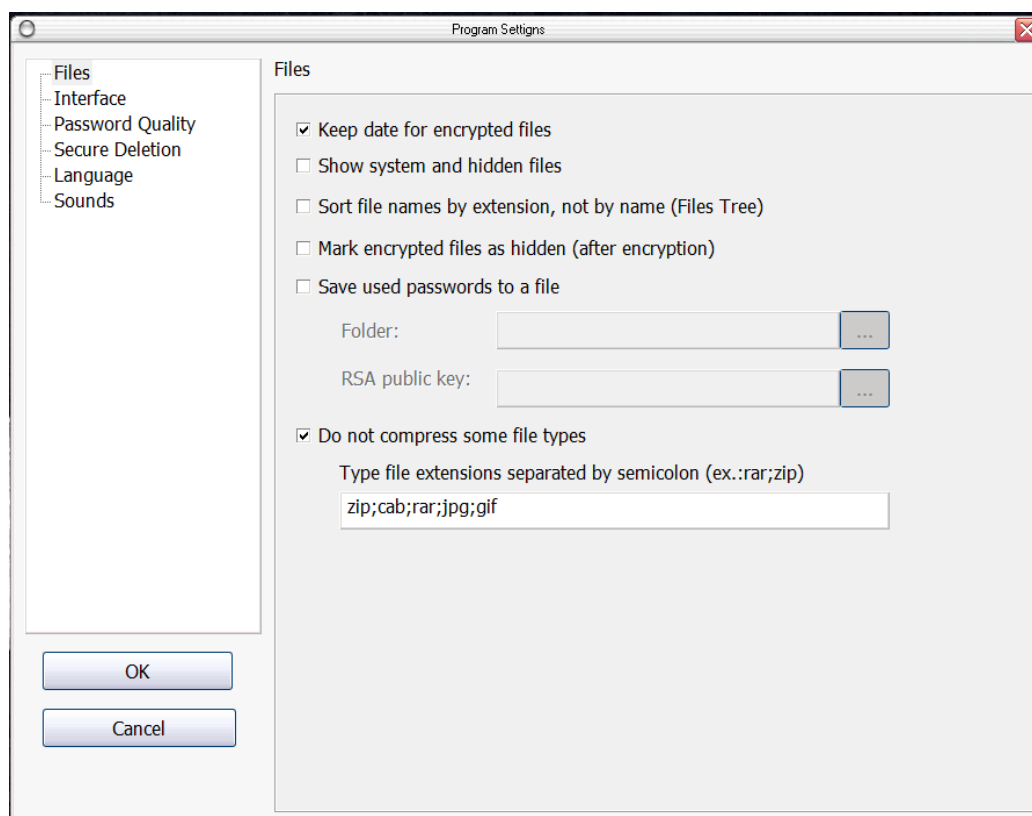 Program Settigns
Files
Interface
Password Quality
Secure Deletion
Language
Sounds
OK
Cancel
Files
Keep date for encrypted files
Show system and hidden files
Sort file names by extension, not by name (Files Tree)
Mark encrypted files as hidden (after encryption)
Save used passwords to a file
Folder:
...
RSA public key:
...
Do not compress some file types
Type file extensions separated by semicolon (ex.:rar;zip)
zip;cab;rar;jpg;gif